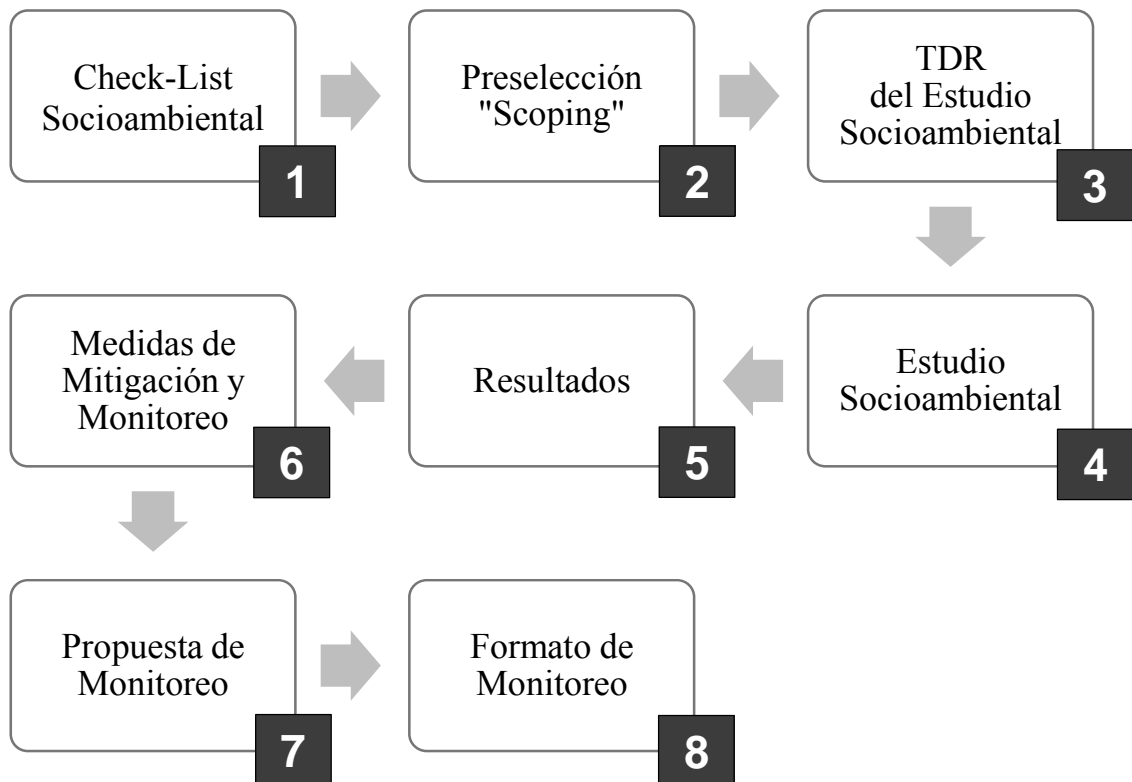 Check-List
Socioambiental
1
Preselección
"Scoping"
2
TDR
del Estudio
Socioambiental
3
Estudio
Socioambiental
4
Resultados
5
Medidas de
Mitigación y
Monitoreo
6
Propuesta de
Monitoreo
7
Formato de
Monitoreo
8